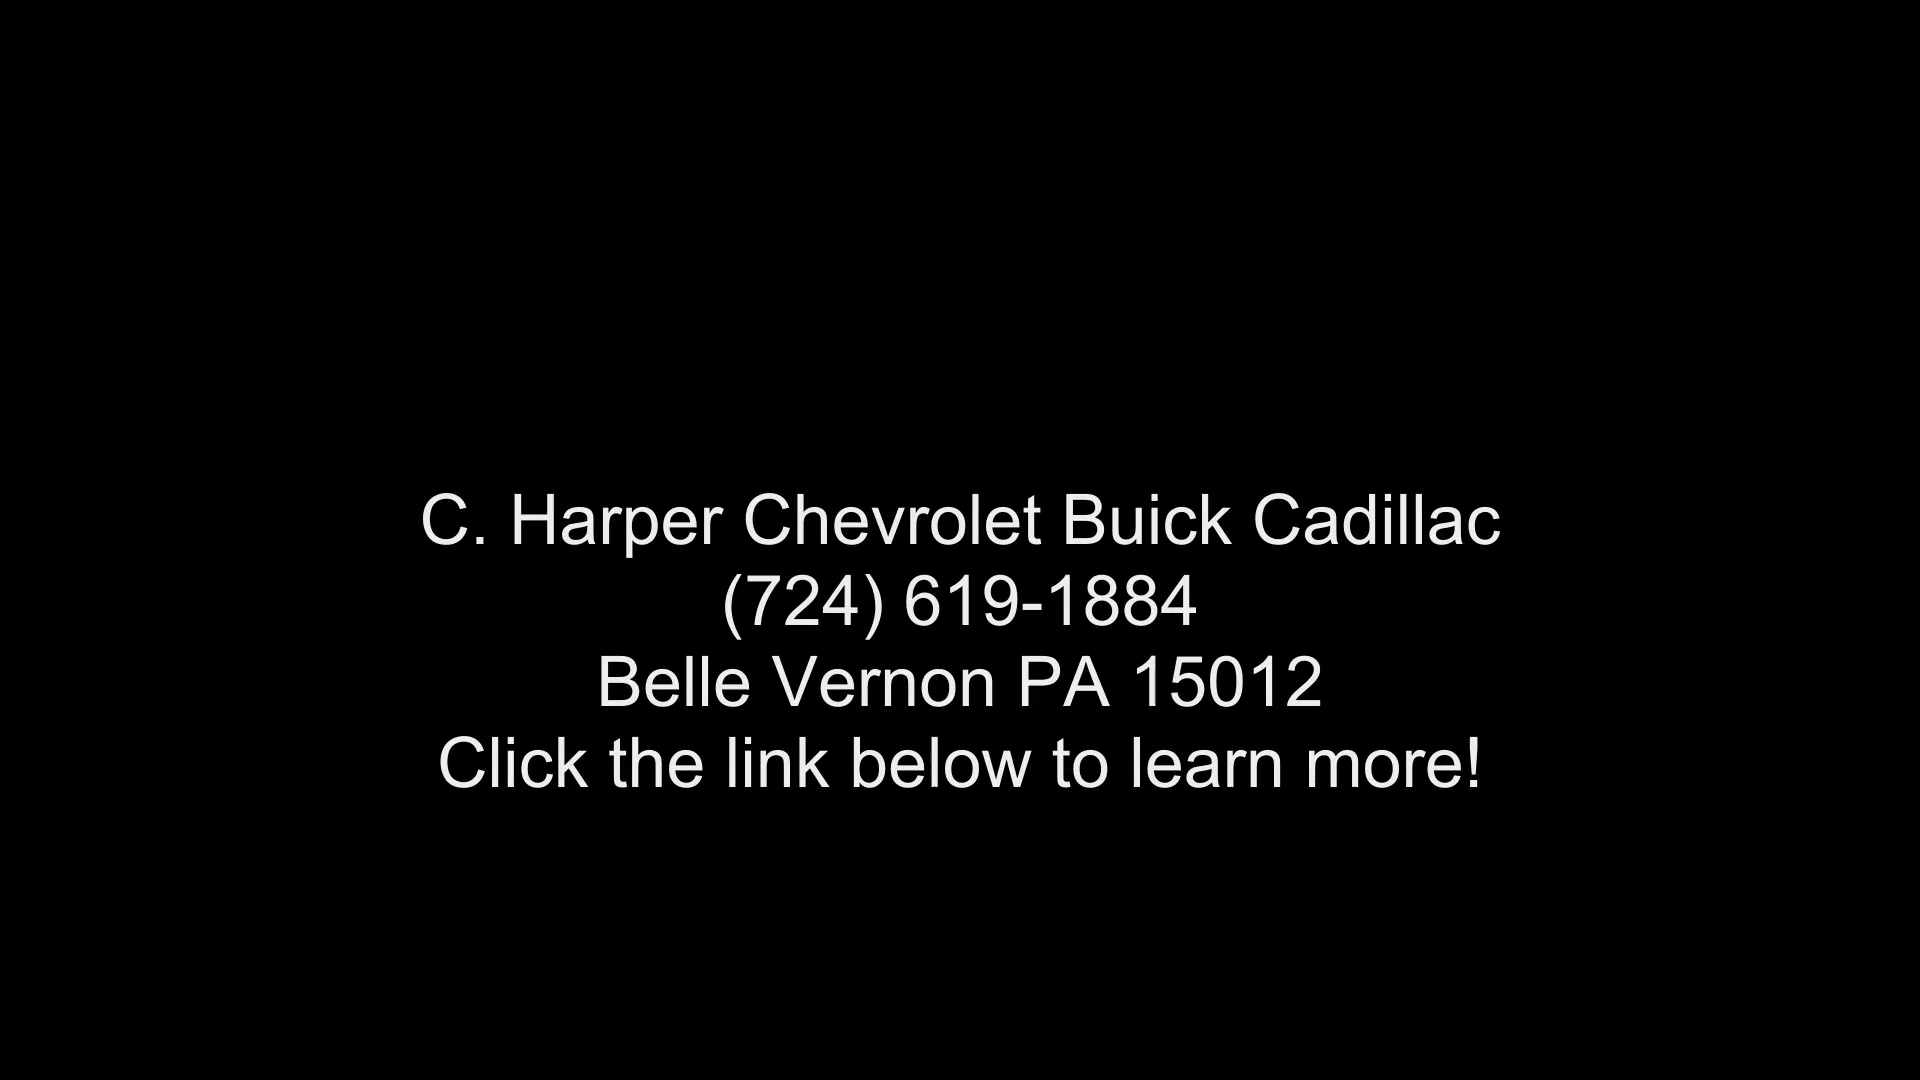 C. Harper Chevrolet Buick Cadillac
(724) 619-1884
Belle Vernon PA 15012
Click the link below to learn more!